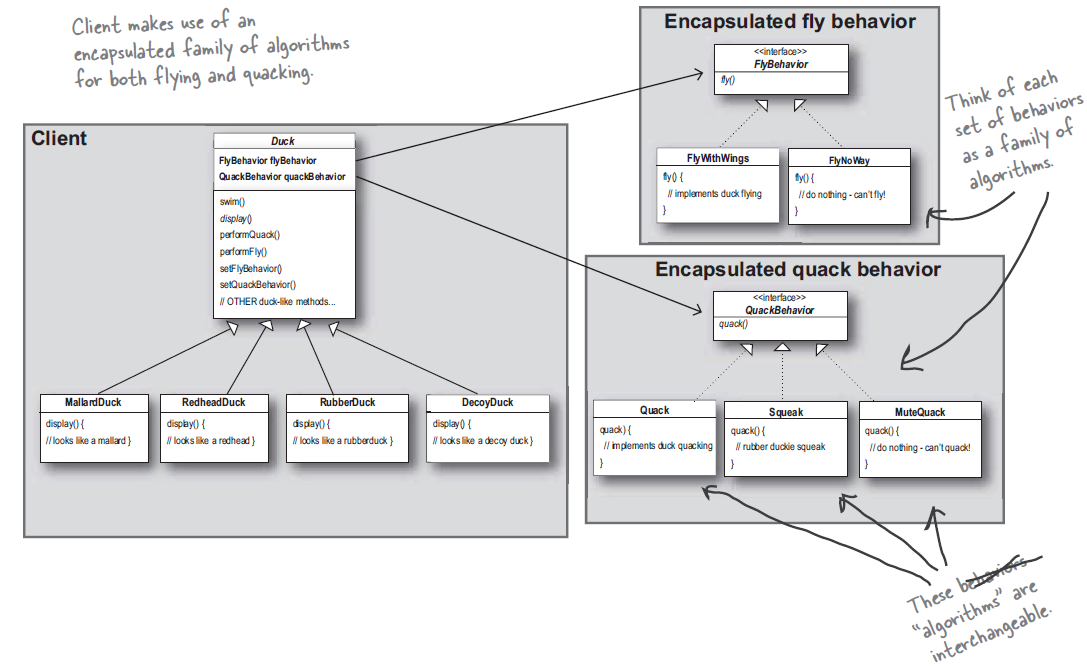 Client makes use of an
encapsulated family of algorithms
for both flying and quacking.
Client
Duck
FlyBehavior flyBehavior
QuackBehavior quackBehavior
swim()
display()
performQuack()
performFly()
setFlyBehavior()
setQuackBehavior()
// OTHER duck-like methods...
MallardDuck
display() {
// looks like a mallard }
RedheadDuck
display() {
// looks like a redhead }
RubberDuck
display() {
// looks like a rubberduck }
DecoyDuck
display() {
// looks like a decoy duck }
Encapsulated fly behavior
<<interface>>
FlyBehavior
fly()
FlyWithWings
fly() {
// implements duck flying
}
FlyNoWay
fly() {
// do nothing - can't fly!
}
Think of each
set of behaviors
as a family of
algorithms.
Encapsulated quack behavior
<<interface>>
QuackBehavior
quack()
Quack
quack) {
// implements duck quacking
}
Squeak
quack() {
// rubber duckie squeak
}
MuteQuack
quack() {
// do nothing - can't quack!
}
These behaviors
“algorithms” are
interchangeable.